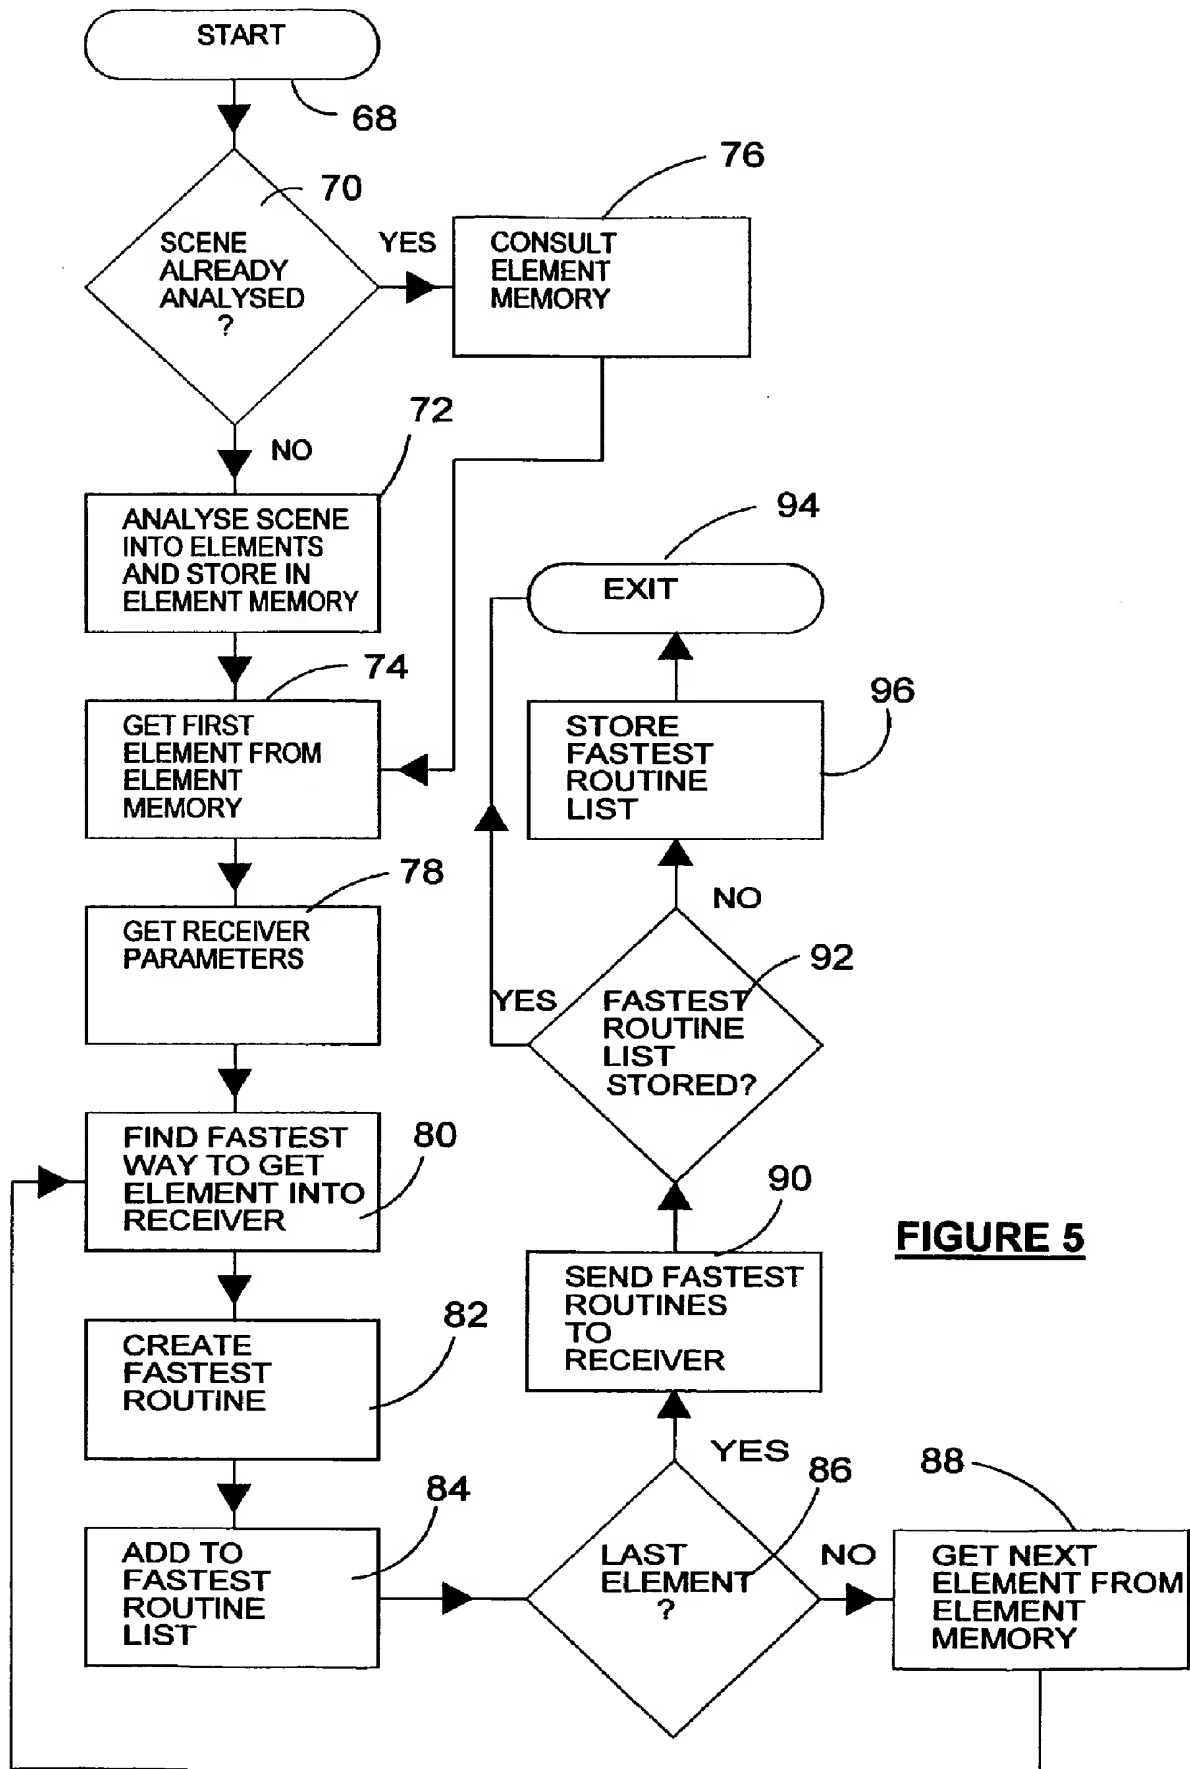 START
68
70
SCENE
ALREADY
ANALYSED
?
YES
76
CONSULT
ELEMENT
MEMORY
NO
72
ANALYSE SCENE
INTO ELEMENTS
AND STORE IN
ELEMENT MEMORY
74
GET FIRST
ELEMENT FROM
ELEMENT
MEMORY
78
GET RECEIVER
PARAMETERS
FIND FASTEST
WAY TO GET
ELEMENT INTO
RECEIVER
80
CREATE
FASTEST
ROUTINE
82
ADD TO
FASTEST
ROUTINE
LIST
84
LAST
ELEMENT
?
86
NO
88
GET NEXT
ELEMENT FROM
ELEMENT
MEMORY
YES
SEND FASTEST
ROUTINES
TO
RECEIVER
90
FASTEST
ROUTINE
LIST
STORED?
92
YES
NO
STORE
FASTEST
ROUTINE
LIST
96
EXIT
94
FIGURE 5